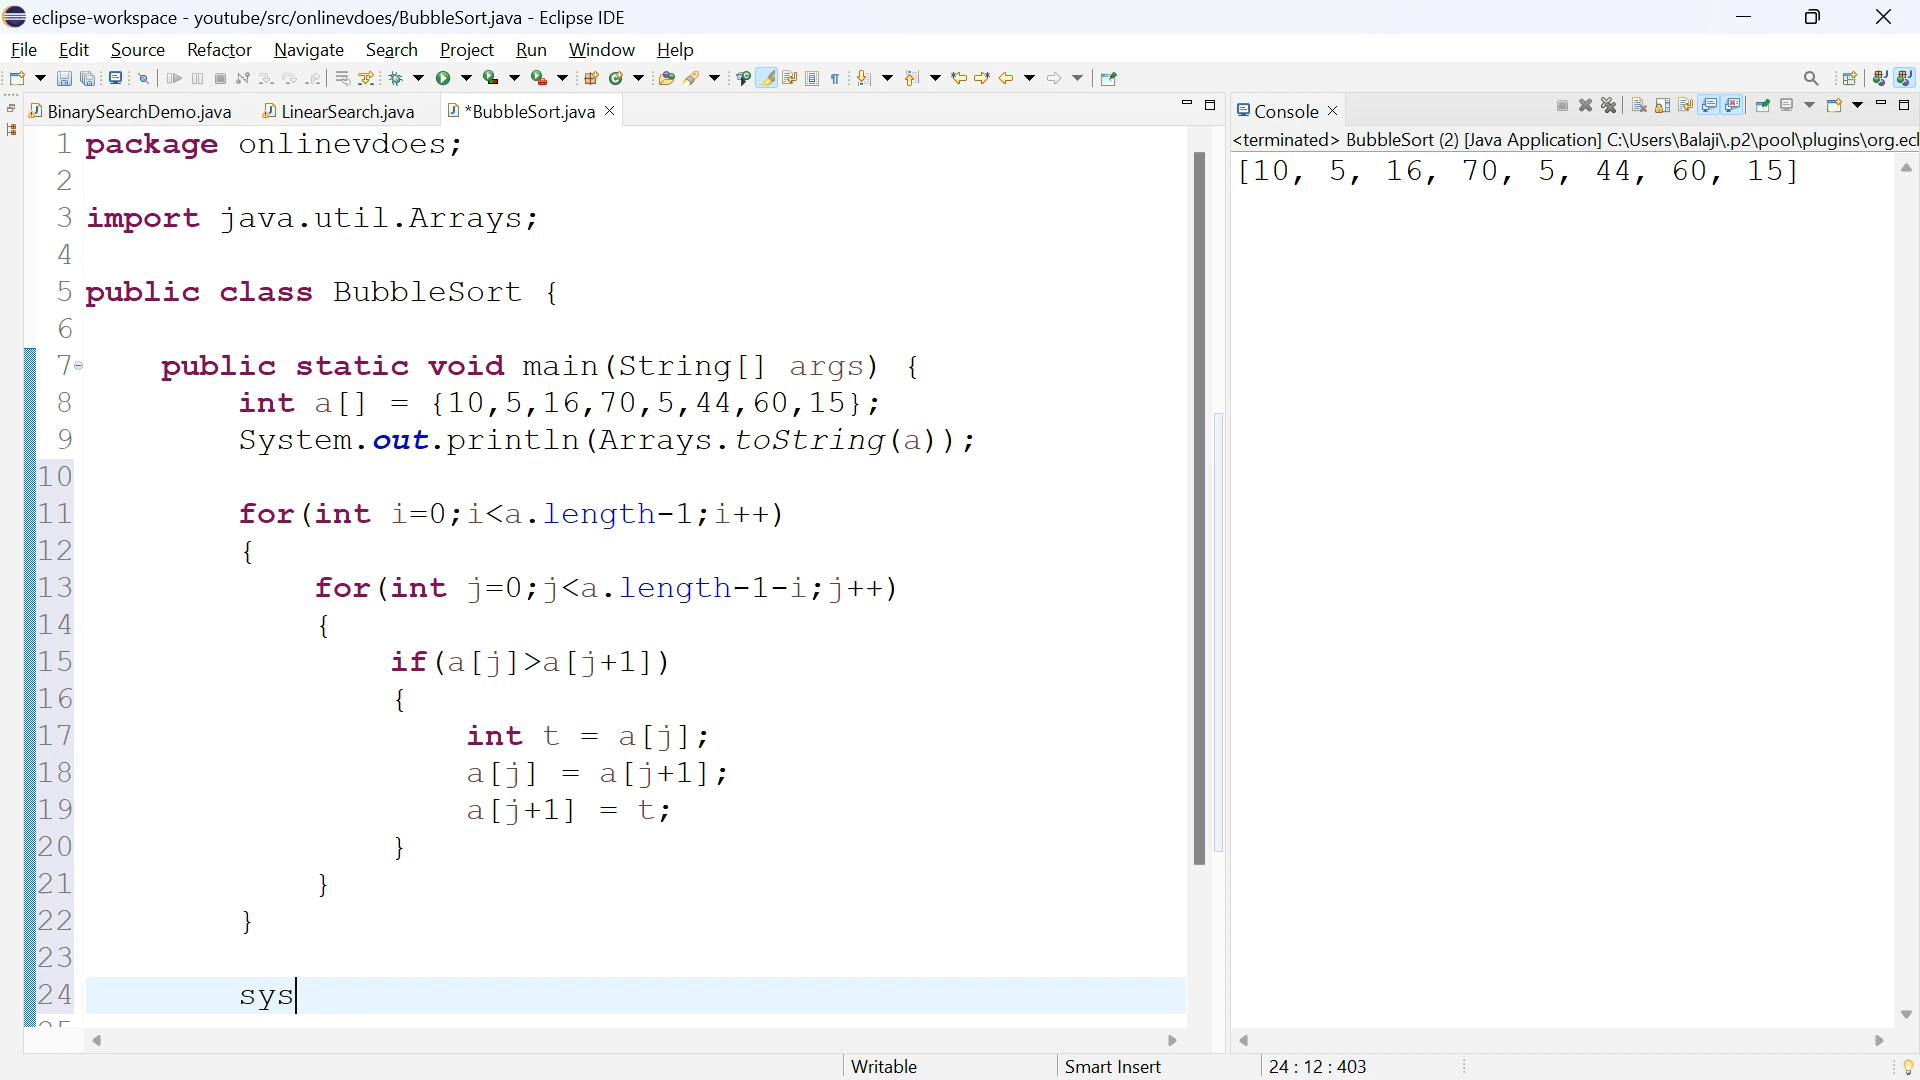 eclipse-workspace - youtube/src/onlinevdoes/BubbleSort.java - Eclipse IDE
File Edit Source Refactor Navigate Search Project Run Window Help
BinarySearchDemo.java LinearSearch.java *BubbleSort.java
1 package onlinevdoes;
2
3 import java.util.Arrays;
4
5 public class BubbleSort {
6
7 public static void main(String[] args) {
8 int a[] = {10,5,16,70,5,44,60,15};
9 System.out.println(Arrays.toString(a));
10
11 for(int i=0;i<a.length-1;i++)
12 {
13 for(int j=0;j<a.length-1-i;j++)
14 {
15 if(a[j]>a[j+1])
16 {
17 int t = a[j];
18 a[j] = a[j+1];
19 a[j+1] = t;
20 }
21 }
22 }
23
24 sys
Console
<terminated> BubbleSort (2) [Java Application] C:\Users\Balaji\.p2\pool\plugins\org.ecl
[10, 5, 16, 70, 5, 44, 60, 15]
Writable Smart Insert 24 : 12 : 403